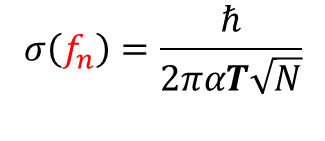 σ(fₙ) = ħ / 2παT√N